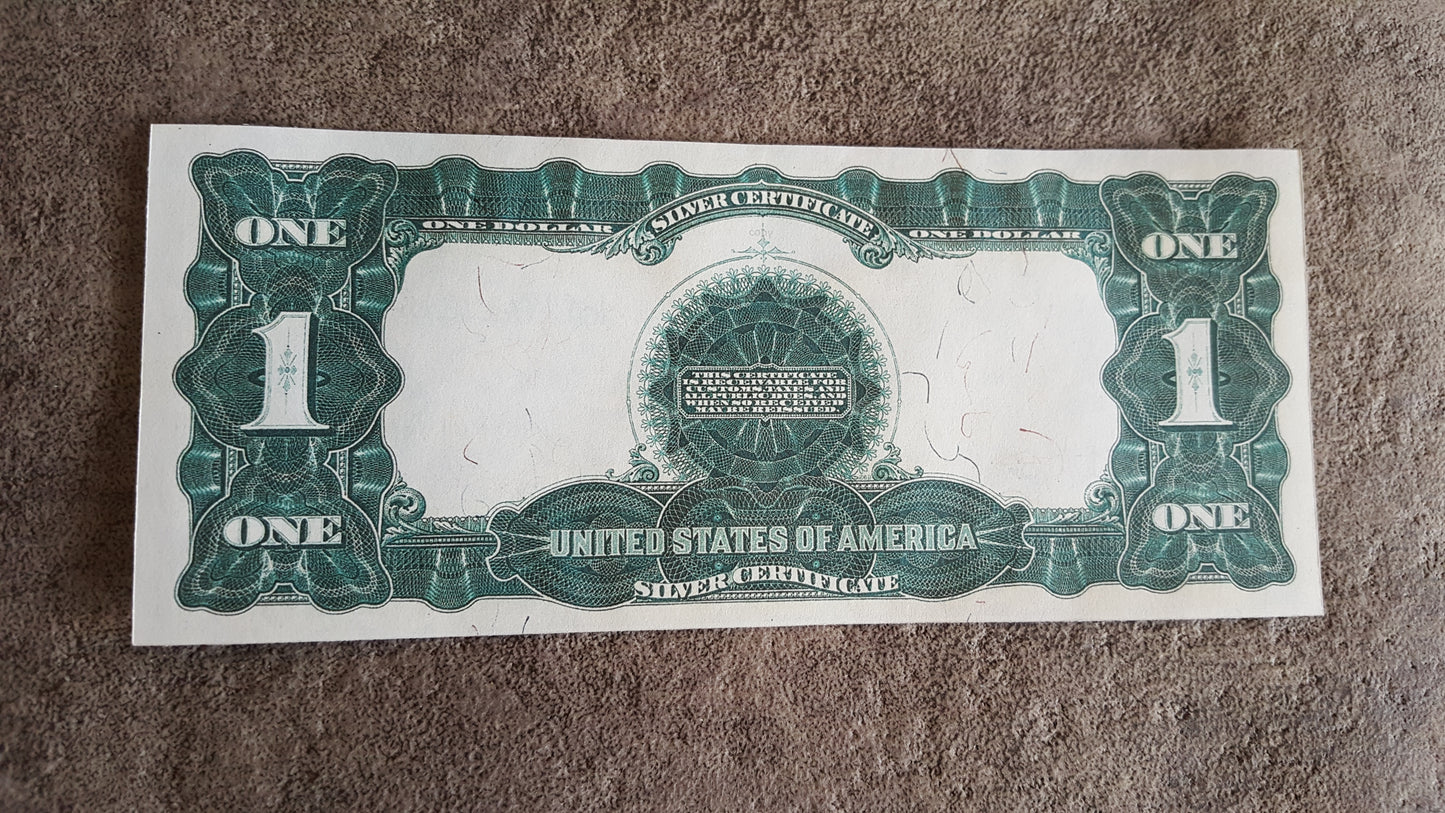 SILVER CERTIFICATE
ONE DOLLAR
ONE DOLLAR
ONE
ONE
copy
1
1
THIS CERTIFICATE
IS RECEIVABLE FOR
CUSTOMS, TAXES AND
ALL PUBLIC DUES, AND
WHEN SO RECEIVED
MAY BE REISSUED.
ONE
ONE
UNITED STATES OF AMERICA
SILVER CERTIFICATE